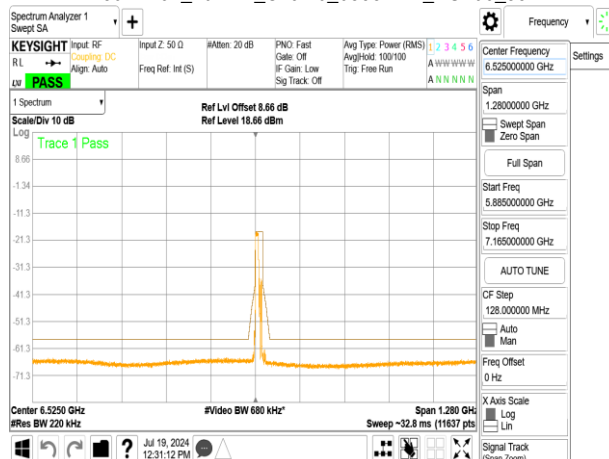 Spectrum Analyzer 1
Swept SA
Frequency
Settings
KEYSIGHT
RL
PASS
Input: RF
Coupling: DC
Align: Auto
Input Z: 50 Ω
Freq Ref: Int (S)
#Atten: 20 dB
PNO: Fast
Gate: Off
IF Gain: Low
Sig Track: Off
Avg Type: Power (RMS)
Avg|Hold: 100/100
Trig: Free Run
1 2 3 4 5 6
A W W W W W
A N N N N N
1 Spectrum
Scale/Div 10 dB
Ref Lvl Offset 8.66 dB
Ref Level 18.66 dBm
Log
Trace 1 Pass
8.66
-1.34
-11.3
-21.3
-31.3
-41.3
-51.3
-61.3
-71.3
Center 6.5250 GHz
#Video BW 680 kHz*
Span 1.280 GHz
#Res BW 220 kHz
Sweep ~32.8 ms (11637 pts)
Jul 19, 2024
12:31:12 PM
Center Frequency
6.525000000 GHz
Span
1.28000000 GHz
Swept Span
Zero Span
Full Span
Start Freq
5.885000000 GHz
Stop Freq
7.165000000 GHz
AUTO TUNE
CF Step
128.000000 MHz
Auto
Man
Freq Offset
0 Hz
X Axis Scale
Log
Lin
Signal Track
(Span Zoom)